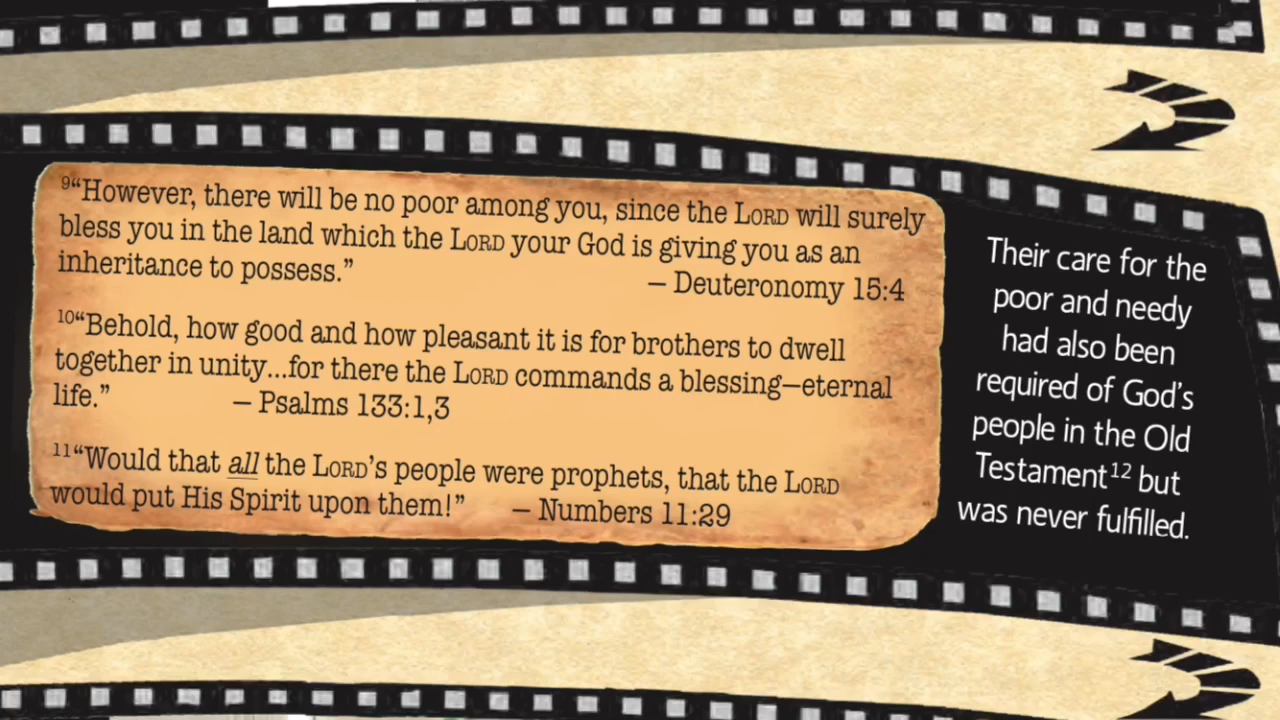 ⁹“However, there will be no poor among you, since the LORD will surely
bless you in the land which the LORD your God is giving you as an
inheritance to possess.” – Deuteronomy 15:4
¹⁰“Behold, how good and how pleasant it is for brothers to dwell
together in unity...for there the LORD commands a blessing–eternal
life.” – Psalms 133:1,3
¹¹“Would that all the LORD’s people were prophets, that the LORD
would put His Spirit upon them!” – Numbers 11:29
Their care for the
poor and needy
had also been
required of God’s
people in the Old
Testament¹² but
was never fulfilled.